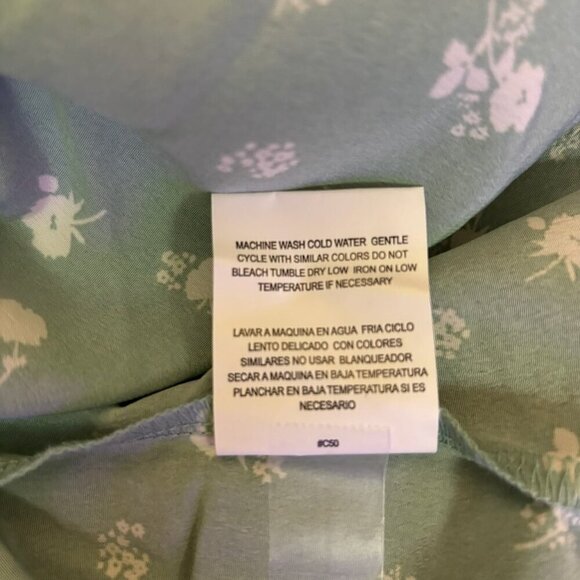 MACHINE WASH COLD WATER GENTLE
CYCLE WITH SIMILAR COLORS DO NOT
BLEACH TUMBLE DRY LOW IRON ON LOW
TEMPERATURE IF NECESSARY
LAVAR A MAQUINA EN AGUA FRIA CICLO
LENTO DELICADO CON COLORES
SIMILARES NO USAR BLANQUEADOR
SECAR A MAQUINA EN BAJA TEMPERATURA
PLANCHAR EN BAJA TEMPERATURA SI ES
NECESARIO
#C50